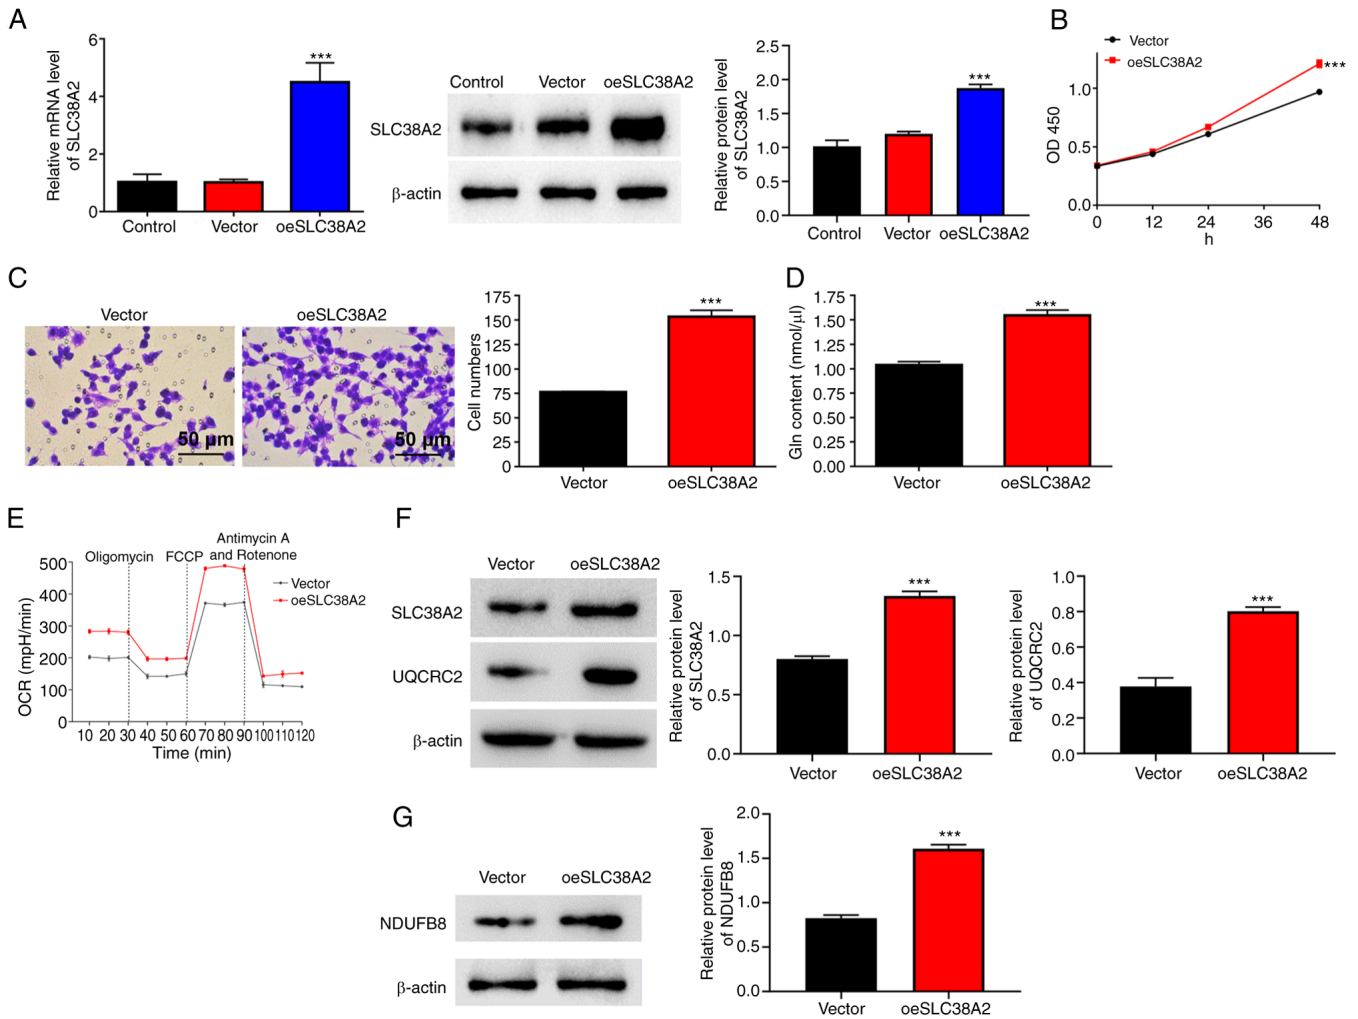 A
Relative mRNA level
of SLC38A2
6
4
2
0
***
Control
Vector
oeSLC38A2
Control
Vector
oeSLC38A2
SLC38A2
β-actin
Relative protein level
of SLC38A2
2.5
2.0
1.5
1.0
0.5
0.0
***
Control
Vector
oeSLC38A2
B
Vector
oeSLC38A2
OD 450
1.0
0.5
0.0
***
0
12
24
36
48
h
C
Vector
oeSLC38A2
50 μm
50 μm
Cell numbers
175
150
125
100
75
50
25
0
***
Vector
oeSLC38A2
D
Gln content (nmol/μl)
1.75
1.50
1.25
1.00
0.75
0.50
0.25
0.00
***
Vector
oeSLC38A2
E
Oligomycin
FCCP
Antimycin A
and Rotenone
Vector
oeSLC38A2
OCR (mpH/min)
500
400
300
200
100
0
10 20 30 40 50 60 70 80 90 100 110 120
Time (min)
F
Vector
oeSLC38A2
SLC38A2
UQCRC2
β-actin
Relative protein level
of SLC38A2
1.5
1.0
0.5
0.0
***
Vector
oeSLC38A2
Relative protein level
of UQCRC2
1.0
0.8
0.6
0.4
0.2
0.0
***
Vector
oeSLC38A2
G
Vector
oeSLC38A2
NDUFB8
β-actin
Relative protein level
of NDUFB8
2.0
1.5
1.0
0.5
0.0
***
Vector
oeSLC38A2